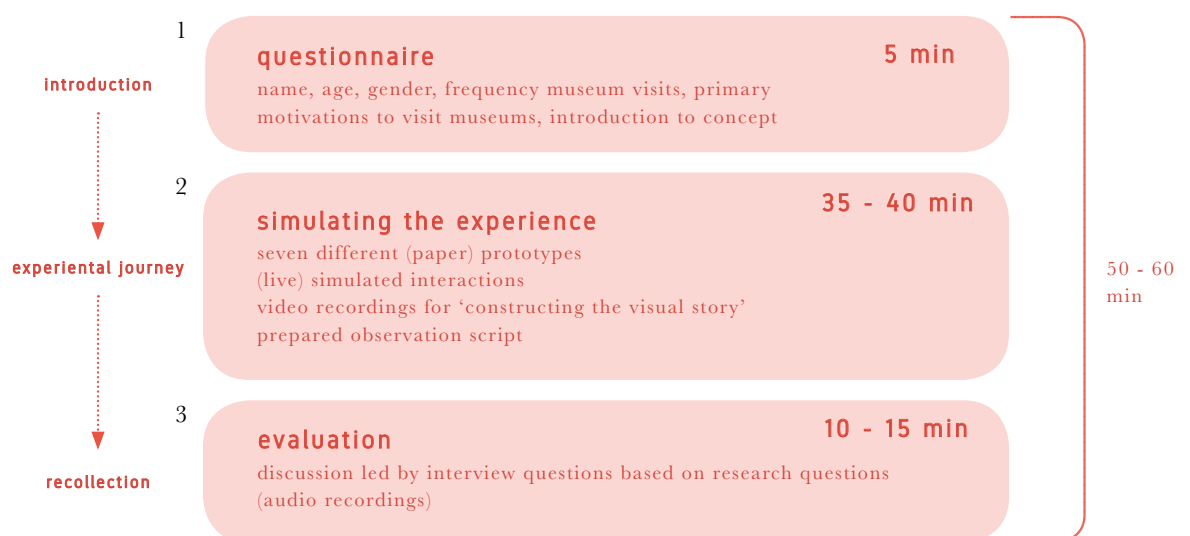 1
questionnaire
5 min
introduction
name, age, gender, frequency museum visits, primary
motivations to visit museums, introduction to concept
2
simulating the experience
35 - 40 min
seven different (paper) prototypes
experiental journey
(live) simulated interactions
50 - 60
min
video recordings for ‘constructing the visual story’
prepared observation script
3
evaluation
10 - 15 min
recollection
discussion led by interview questions based on research questions
(audio recordings)